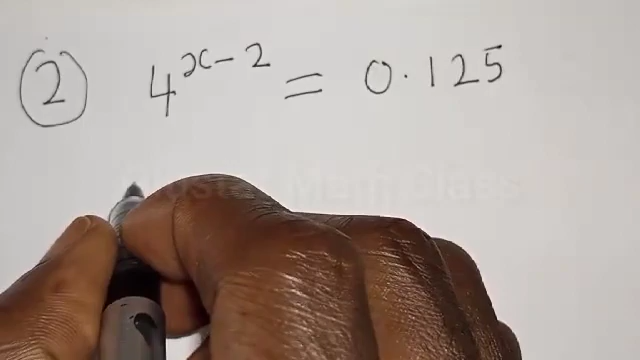 ② 4^{x-2} = 0.125